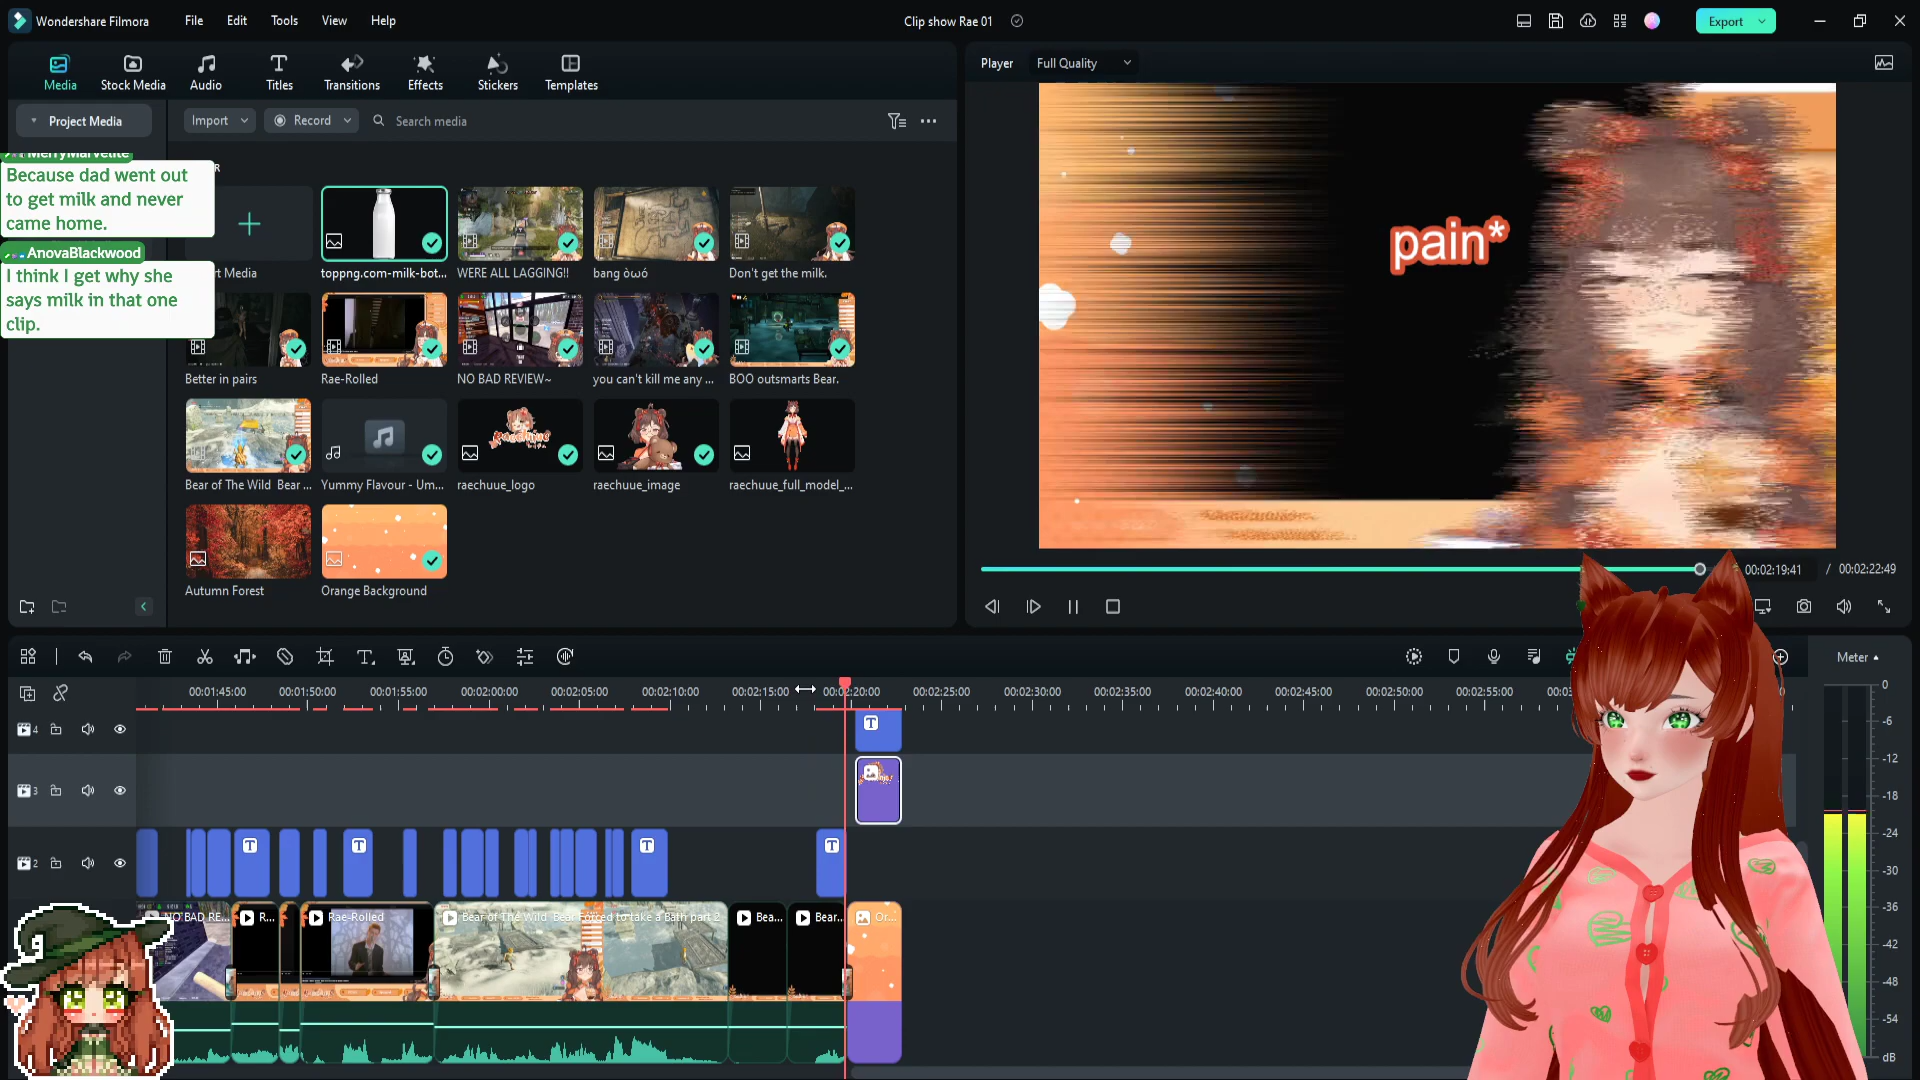 Wondershare Filmora
File Edit Tools View Help
Clip show Rae 01
Export
Media
Stock Media
Audio
Titles
Transitions
Effects
Stickers
Templates
Player
Full Quality
Project Media
Import
Record
Search media
MerryMarvelite
Because dad went out
to get milk and never
came home.
AnovaBlackwood
I think I get why she
says milk in that one
clip.
toppng.com-milk-bot...
WERE ALL LAGGING!!
bang òωó
Don't get the milk.
Better in pairs
Rae-Rolled
NO BAD REVIEW~
you can't kill me any ...
BOO outsmarts Bear.
Bear of The Wild Bear ...
Yummy Flavour - Um...
raechuue_logo
raechuue_image
raechuue_full_model_...
Autumn Forest
Orange Background
pain*
00:02:19:41 / 00:02:22:49
Meter
00:01:45:00
00:01:50:00
00:01:55:00
00:02:00:00
00:02:05:00
00:02:10:00
00:02:15:00
00:02:20:00
00:02:25:00
00:02:30:00
00:02:35:00
00:02:40:00
00:02:45:00
00:02:50:00
00:02:55:00
4
3
2
NO BAD RE...
R...
Rae-Rolled
Bear of The Wild Bear Forced to take a Bath part 2
Bea...
Bear...
Or...
0
-6
-12
-18
-24
-30
-36
-42
-48
-54
dB